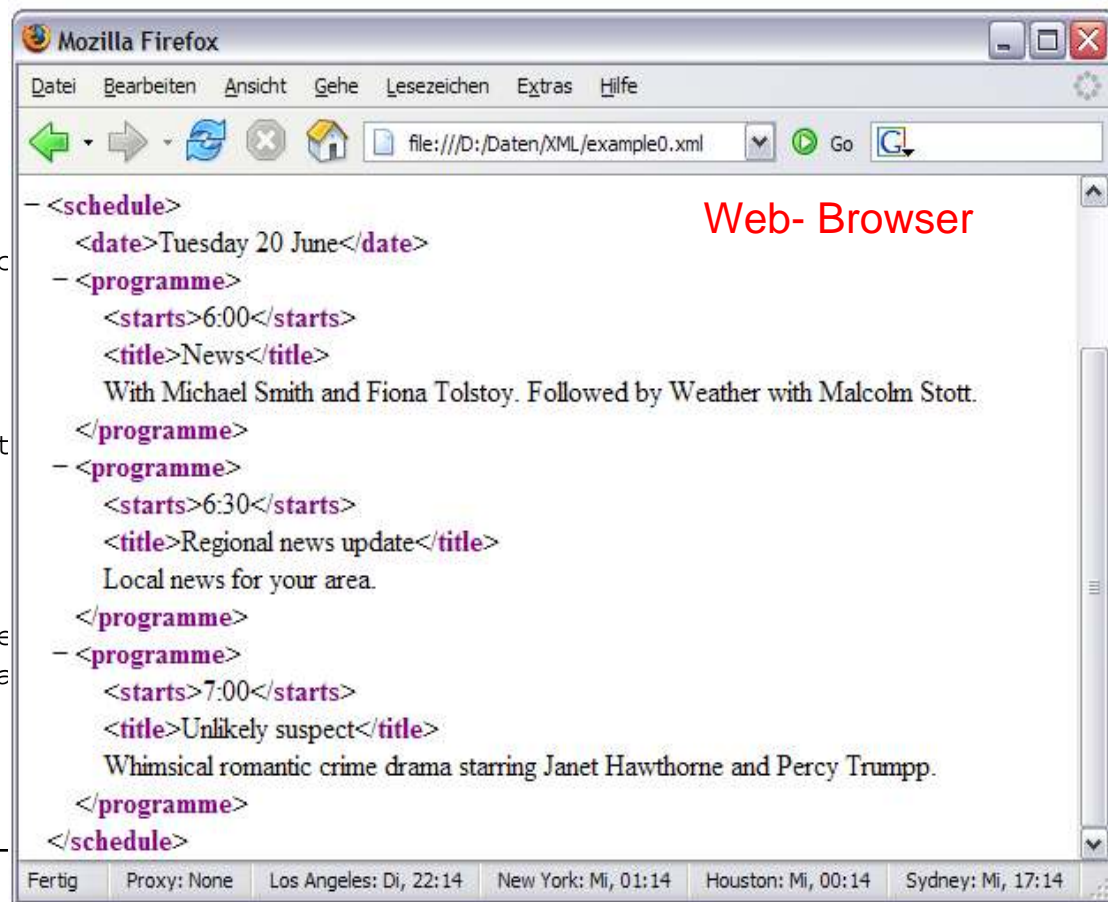 Mozilla Firefox
Datei Bearbeiten Ansicht Gehe Lesezeichen Extras Hilfe
file:///D:/Daten/XML/example0.xml Go G
Web- Browser
– <schedule>
<date>Tuesday 20 June</date>
– <programme>
<starts>6:00</starts>
<title>News</title>
With Michael Smith and Fiona Tolstoy. Followed by Weather with Malcolm Stott.
</programme>
– <programme>
<starts>6:30</starts>
<title>Regional news update</title>
Local news for your area.
</programme>
– <programme>
<starts>7:00</starts>
<title>Unlikely suspect</title>
Whimsical romantic crime drama starring Janet Hawthorne and Percy Trumpp.
</programme>
</schedule>
Fertig Proxy: None Los Angeles: Di, 22:14 New York: Mi, 01:14 Houston: Mi, 00:14 Sydney: Mi, 17:14